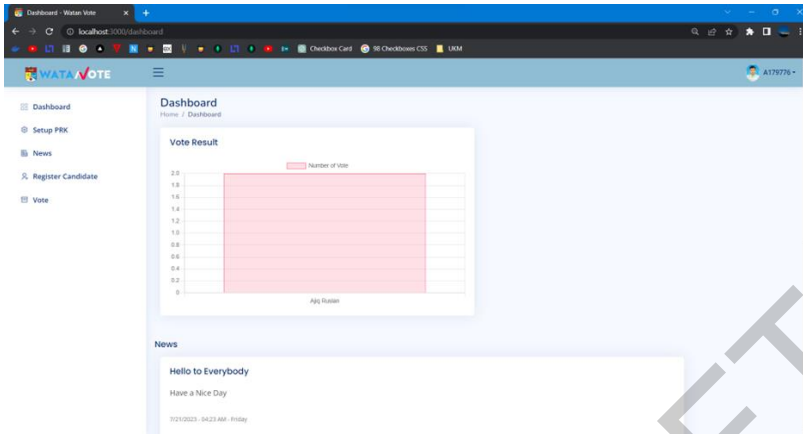 Dashboard - Watan Vote
localhost:3000/dashboard
Checkbox Card
98 Checkboxes CSS
UKM
WATANVOTE
A179776
Dashboard
Setup PRK
News
Register Candidate
Vote
Dashboard
Home / Dashboard
Vote Result
Number of Vote
2.0
1.8
1.6
1.4
1.2
1.0
0.8
0.6
0.4
0.2
0
News
Hello to Everybody
Have a Nice Day
7/21/2023 - 04:23 AM - Friday